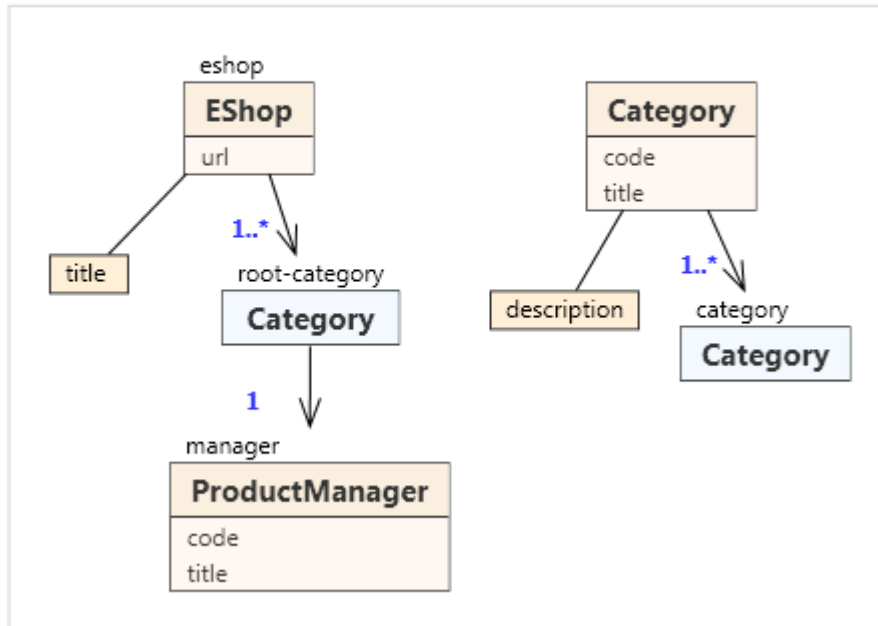 eshop
EShop
url
title
1..*
root-category
Category
1
manager
ProductManager
code
title
Category
code
title
description
1..*
category
Category